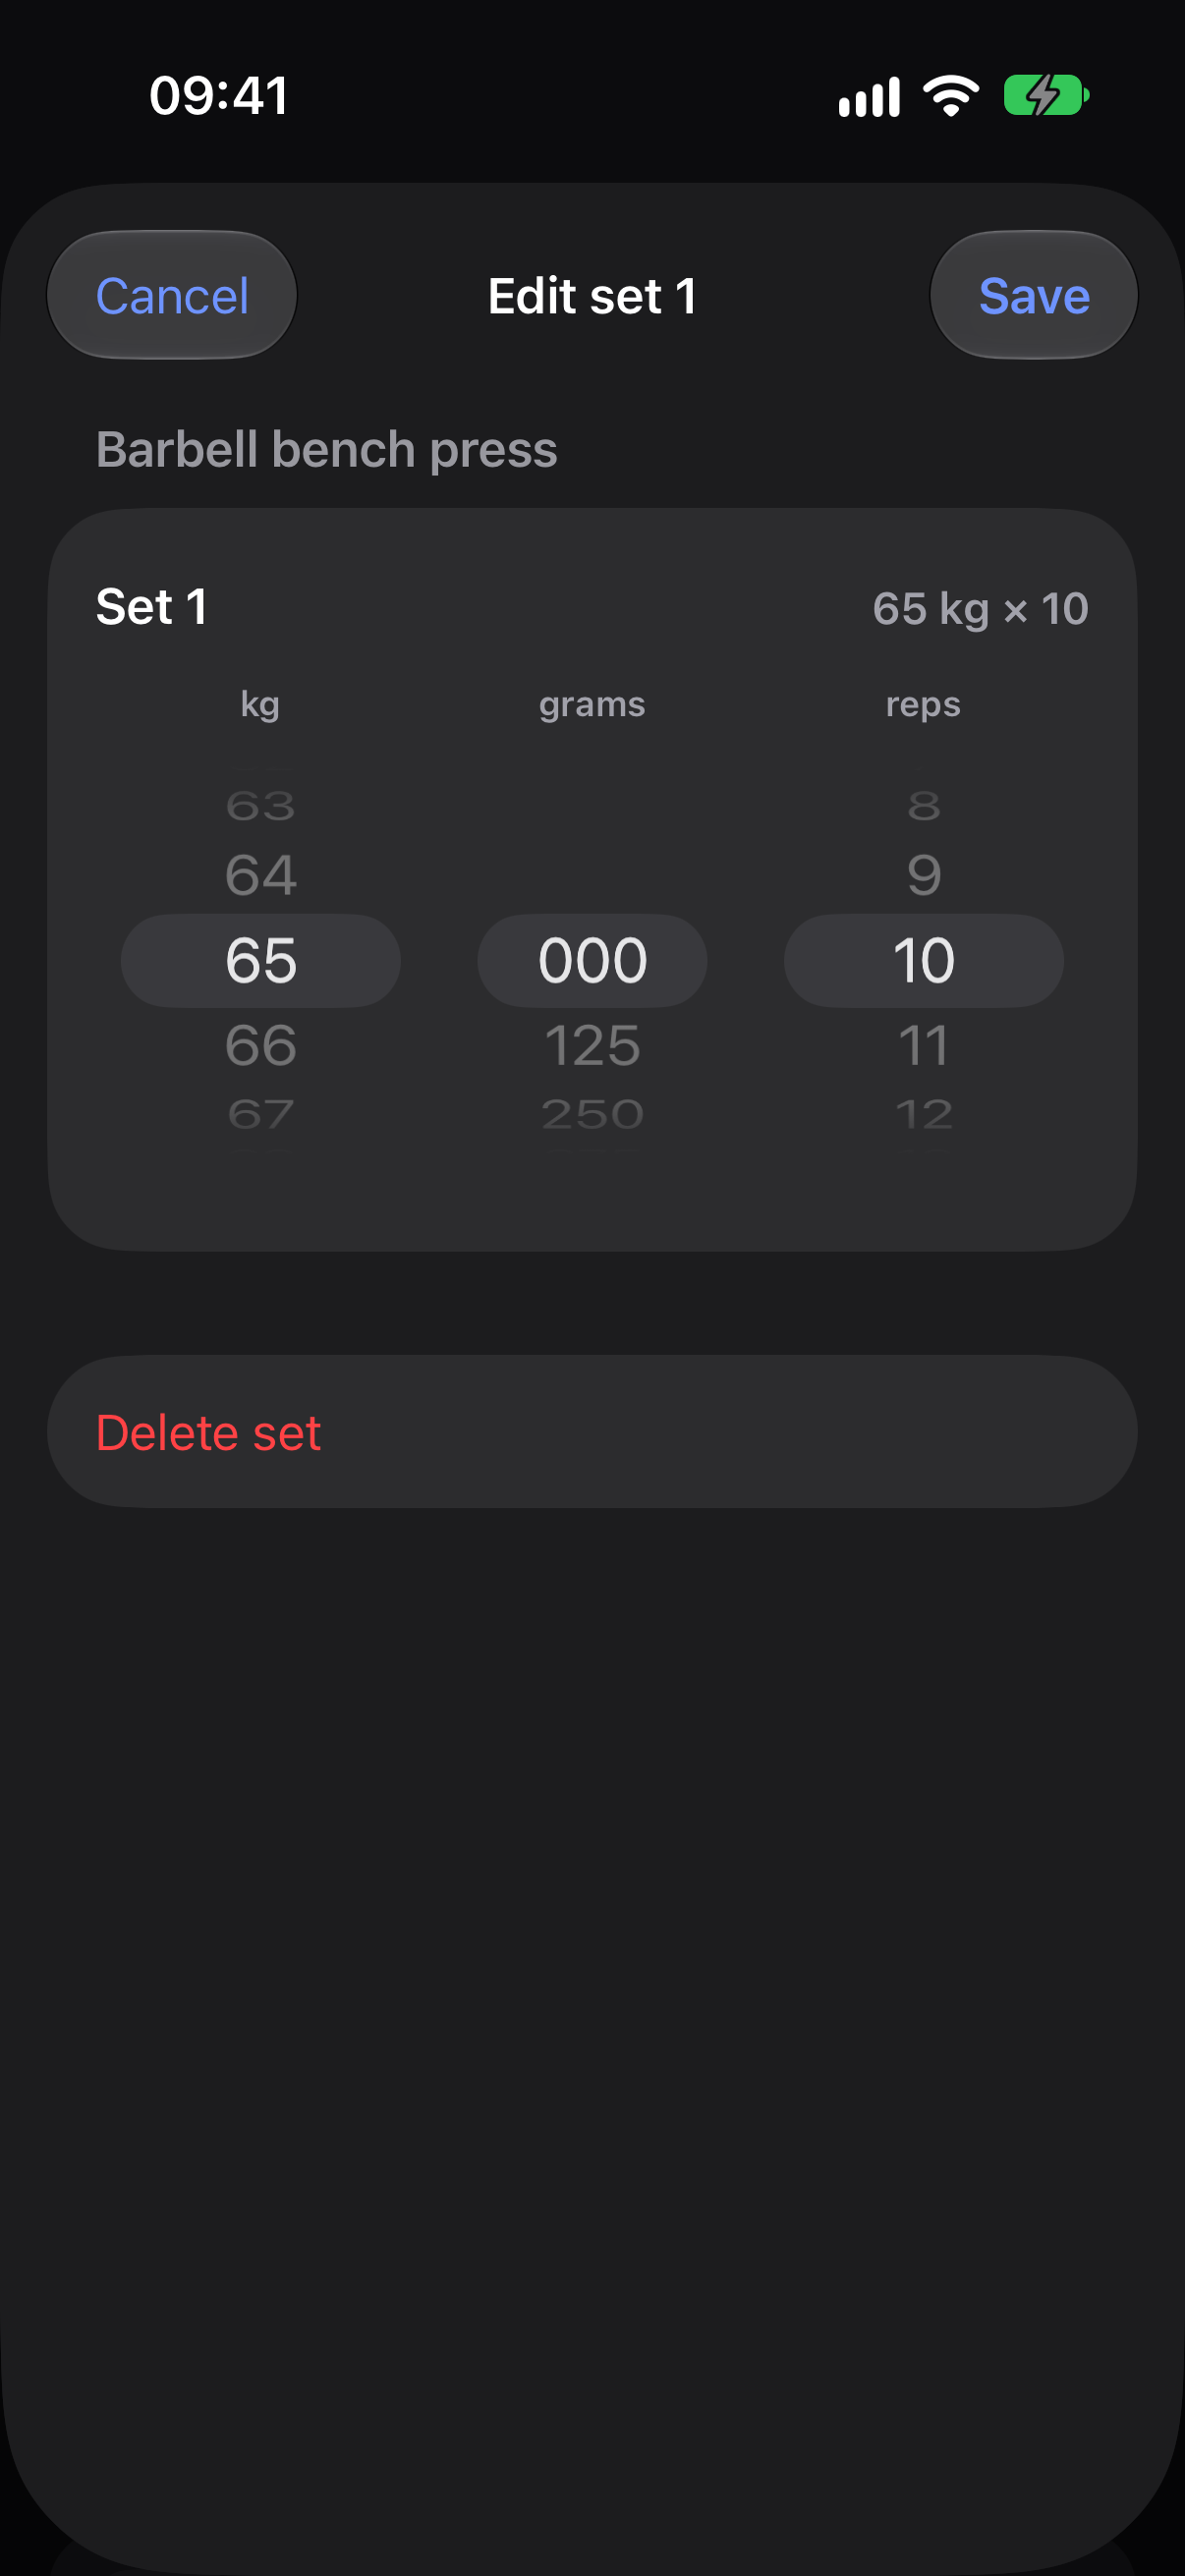 09:41
Cancel Edit set 1 Save
Barbell bench press
Set 1 65 kg × 10
kg grams reps
63 8
64 9
65 000 10
66 125 11
67 250 12
Delete set